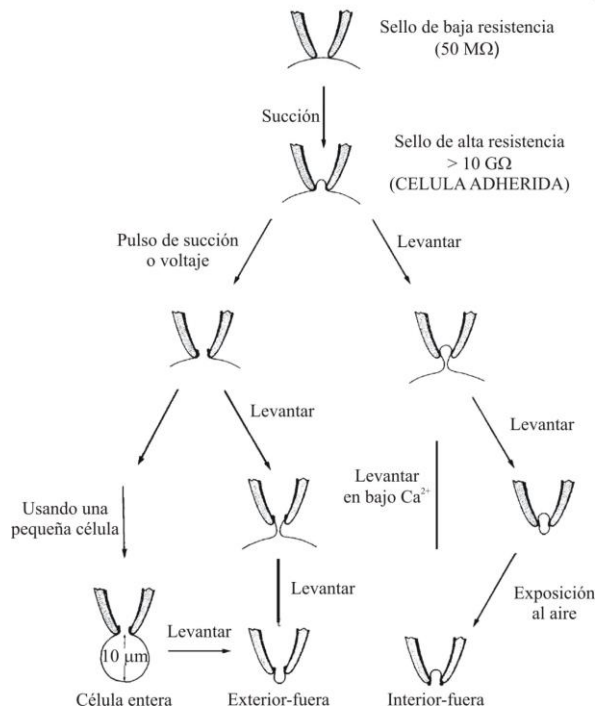 Sello de baja resistencia
(50 MΩ)
Succión
Sello de alta resistencia
> 10 GΩ
(CELULA ADHERIDA)
Pulso de succión
o voltaje
Levantar
Levantar
Levantar
Usando una
pequeña célula
Levantar
en bajo Ca²⁺
Levantar
Exposición
al aire
Levantar
10 µm
Célula entera
Exterior-fuera
Interior-fuera